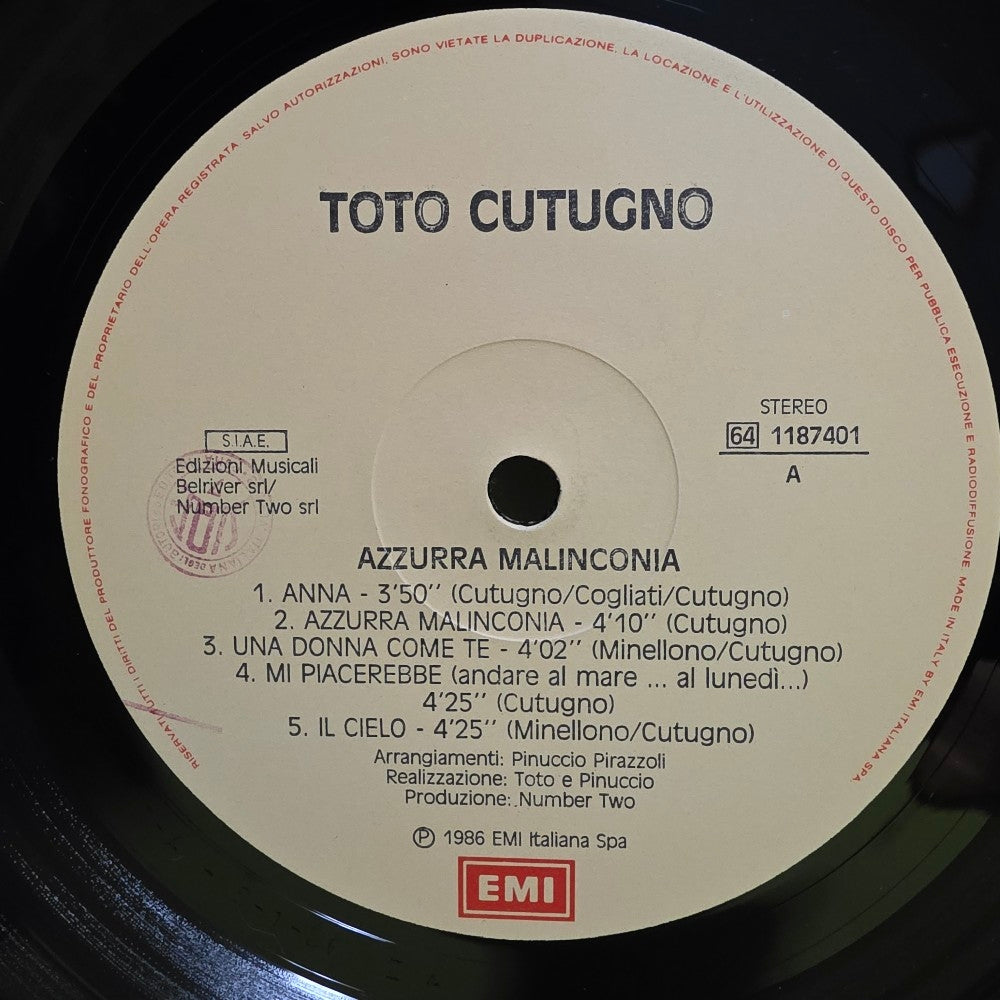 RISERVATI TUTTI I DIRITTI DEL PRODUTTORE FONOGRAFICO E DEL PROPRIETARIO DELL'OPERA REGISTRATA. SALVO AUTORIZZAZIONI, SONO VIETATE LA DUPLICAZIONE, LA LOCAZIONE E L'UTILIZZAZIONE DI QUESTO DISCO PER PUBBLICA ESECUZIONE E RADIODIFFUSIONE. MADE IN ITALY BY EMI ITALIANA SPA
TOTO CUTUGNO
STEREO
64 1187401
A
S.I.A.E.
Edizioni Musicali
Belriver srl/
Number Two srl
AZZURRA MALINCONIA
1. ANNA - 3'50'' (Cutugno/Cogliati/Cutugno)
2. AZZURRA MALINCONIA - 4'10'' (Cutugno)
3. UNA DONNA COME TE - 4'02'' (Minellono/Cutugno)
4. MI PIACEREBBE (andare al mare ... al lunedì...)
4'25'' (Cutugno)
5. IL CIELO - 4'25'' (Minellono/Cutugno)
Arrangiamenti: Pinuccio Pirazzoli
Realizzazione: Toto e Pinuccio
Produzione: Number Two
℗ 1986 EMI Italiana Spa
EMI